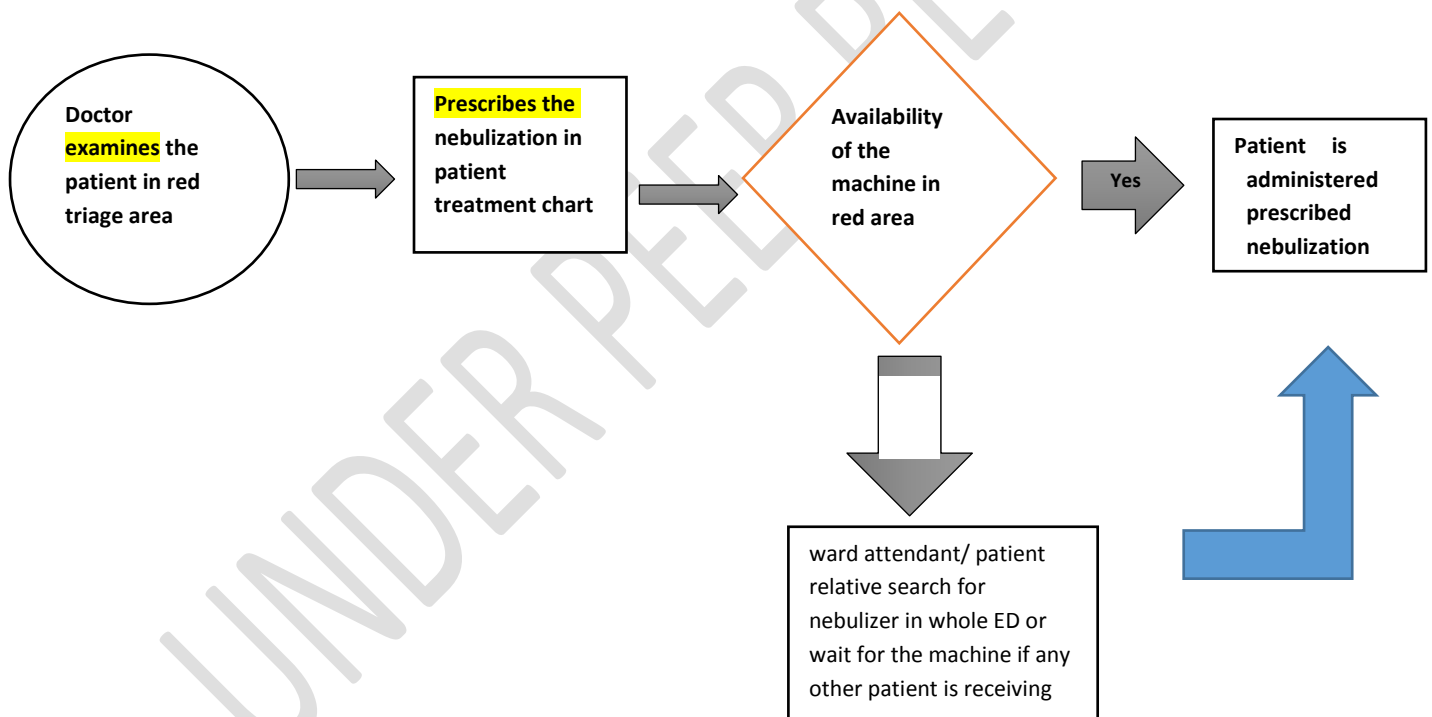 Doctor
examines the
patient in red
triage area
Prescribes the
nebulization in
patient
treatment chart
Availability
of the
machine in
red area
Yes
Patient is
administered
prescribed
nebulization
ward attendant/ patient
relative search for
nebulizer in whole ED or
wait for the machine if any
other patient is receiving
UNDER PEER